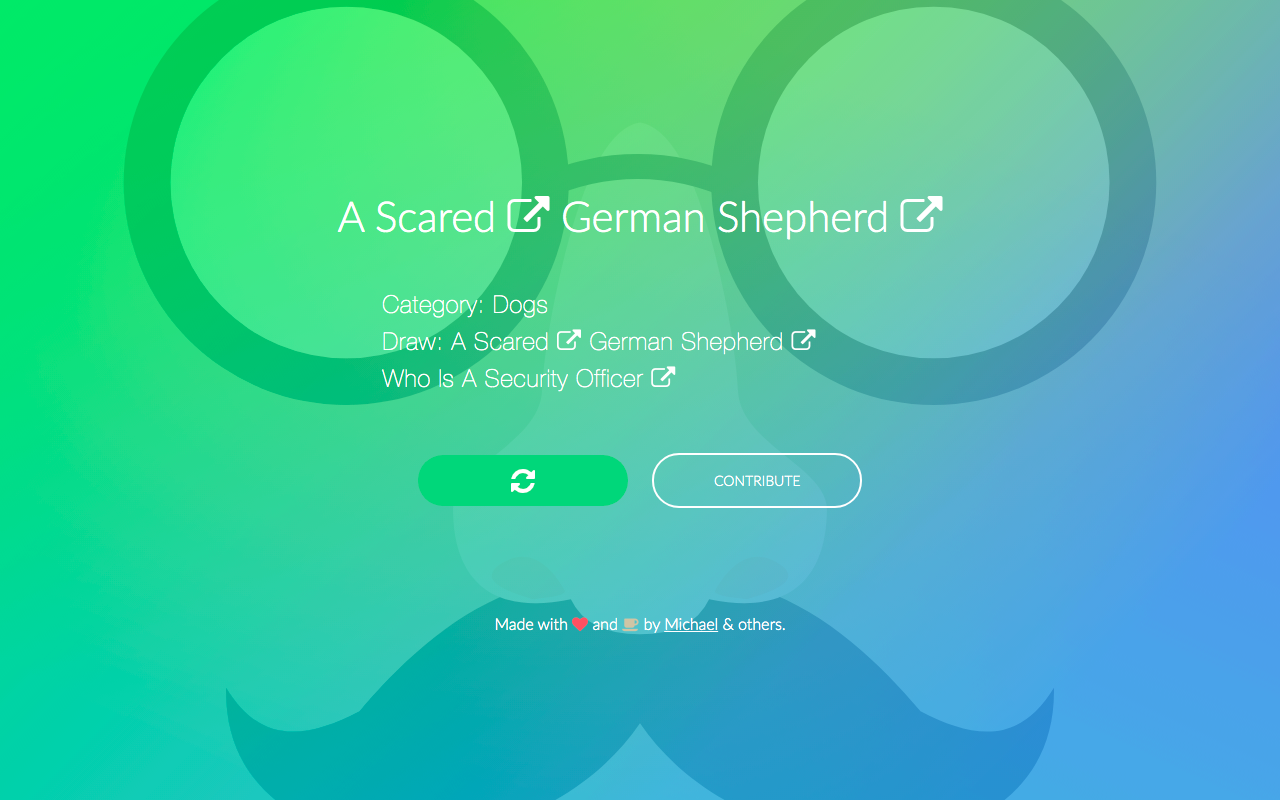 A Scared German Shepherd
Category: Dogs
Draw: A Scared German Shepherd
Who Is A Security Officer
CONTRIBUTE
Made with and by Michael & others.